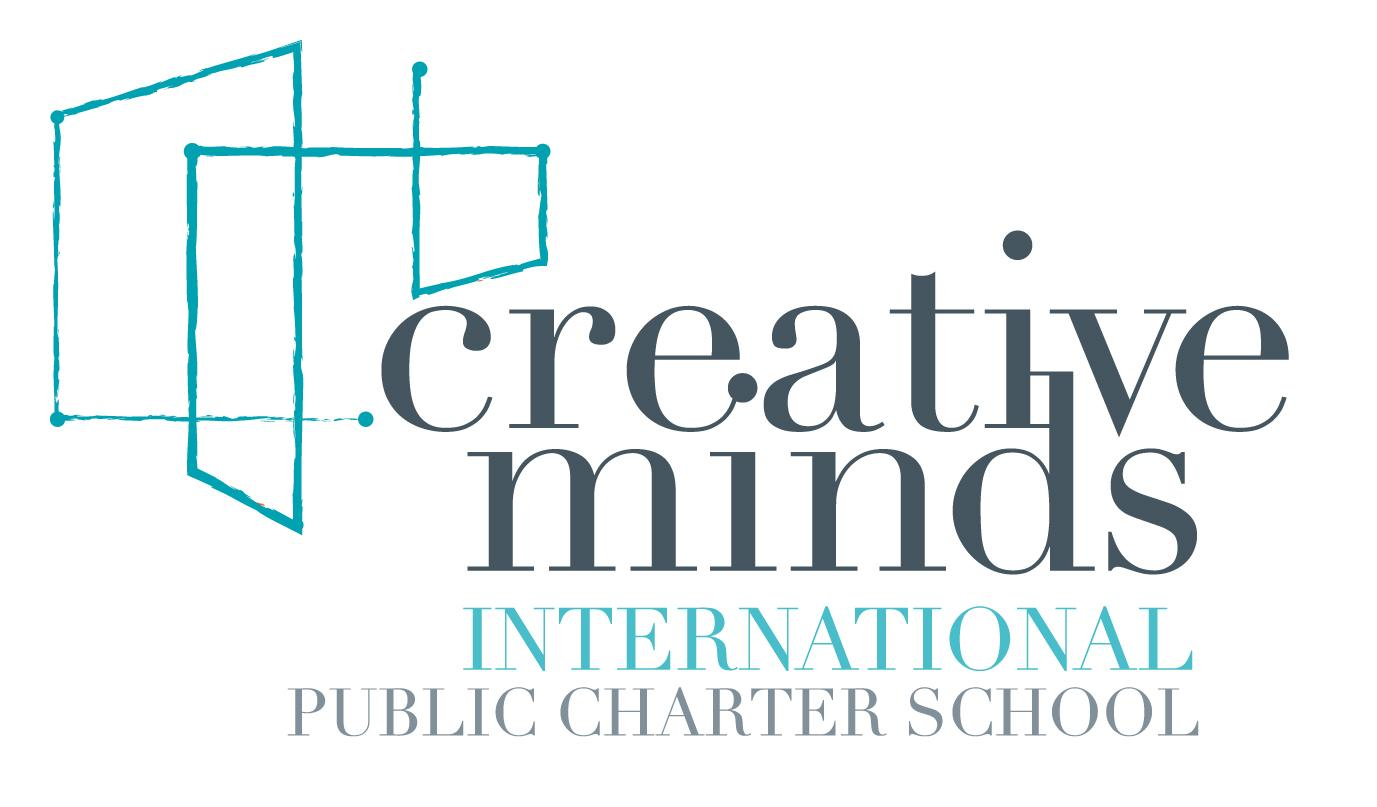 creative
minds
INTERNATIONAL
PUBLIC CHARTER SCHOOL